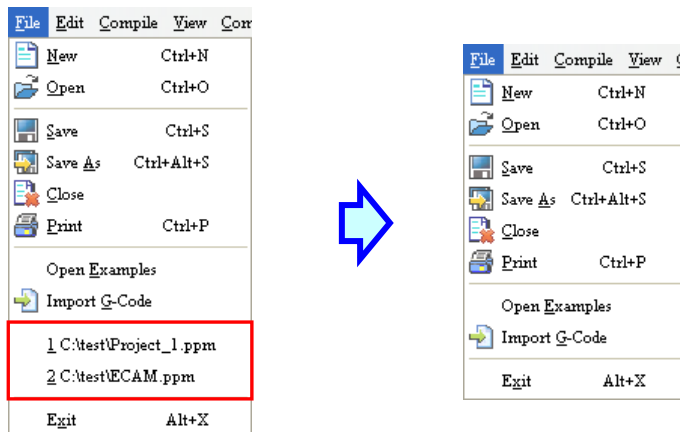 File Edit Compile View Com
New Ctrl+N
Open Ctrl+O
Save Ctrl+S
Save As Ctrl+Alt+S
Close
Print Ctrl+P
Open Examples
Import G-Code
1 C:\test\Project_1.ppm
2 C:\test\ECAM.ppm
Exit Alt+X
File Edit Compile View
New Ctrl+N
Open Ctrl+O
Save Ctrl+S
Save As Ctrl+Alt+S
Close
Print Ctrl+P
Open Examples
Import G-Code
Exit Alt+X